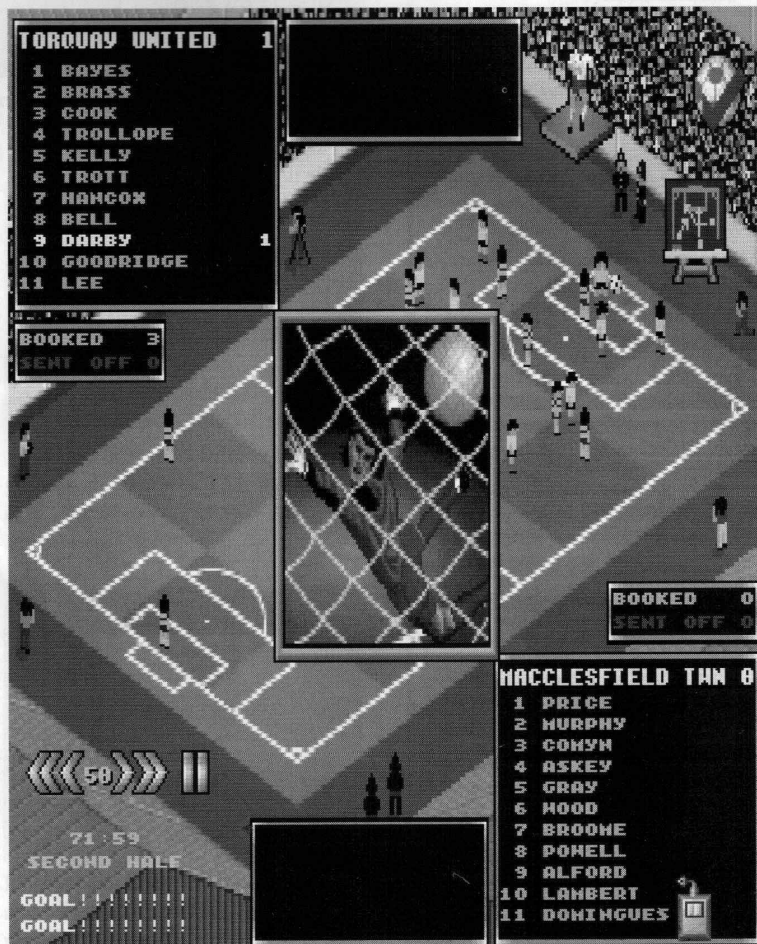 TORQUAY UNITED 1
1 BAYES
2 BRASS
3 COOK
4 TROLLOPE
5 KELLY
6 TROTT
7 HANCOX
8 BELL
9 DARBY 1
10 GOODRIDGE
11 LEE
BOOKED 3
SENT OFF 0
BOOKED 0
SENT OFF 0
MACCLESFIELD TWN 0
1 PRICE
2 MURPHY
3 COMYN
4 ASKEY
5 GRAY
6 WOOD
7 BROOME
8 POWELL
9 ALFORD
10 LAMBERT
11 DOMINGUES
50
71:59
SECOND HALF
GOAL!!!!!!!!
GOAL!!!!!!!!